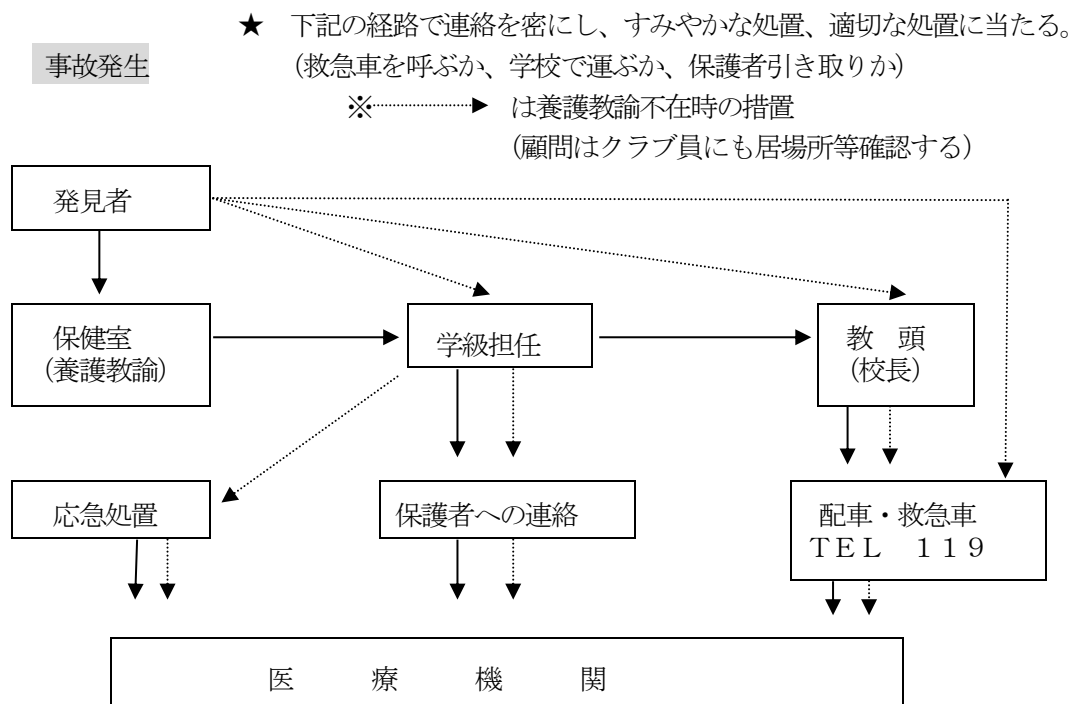 ★ 下記の経路で連絡を密にし、すみやかな処置、適切な処置に当たる。
事故発生
(救急車を呼ぶか、学校で運ぶか、保護者引き取りか)
※ は養護教諭不在時の措置
(顧問はクラブ員にも居場所等確認する)
発見者
保健室
(養護教諭)
学級担任
教 頭
(校長)
応急処置
保護者への連絡
配車・救急車
TEL 119
医 療 機 関